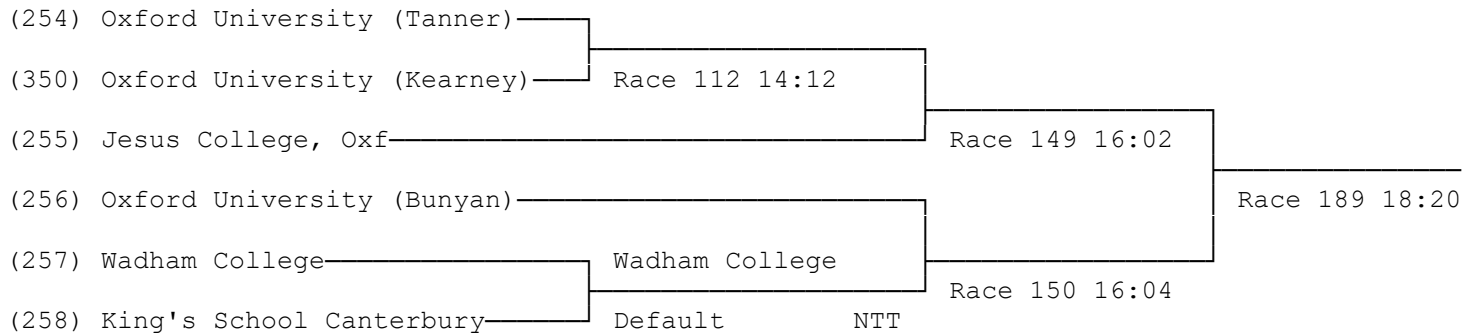 (254) Oxford University (Tanner)
(350) Oxford University (Kearney) Race 112 14:12
(255) Jesus College, Oxf Race 149 16:02
(256) Oxford University (Bunyan) Race 189 18:20
(257) Wadham College Wadham College
Race 150 16:04
(258) King's School Canterbury Default NTT